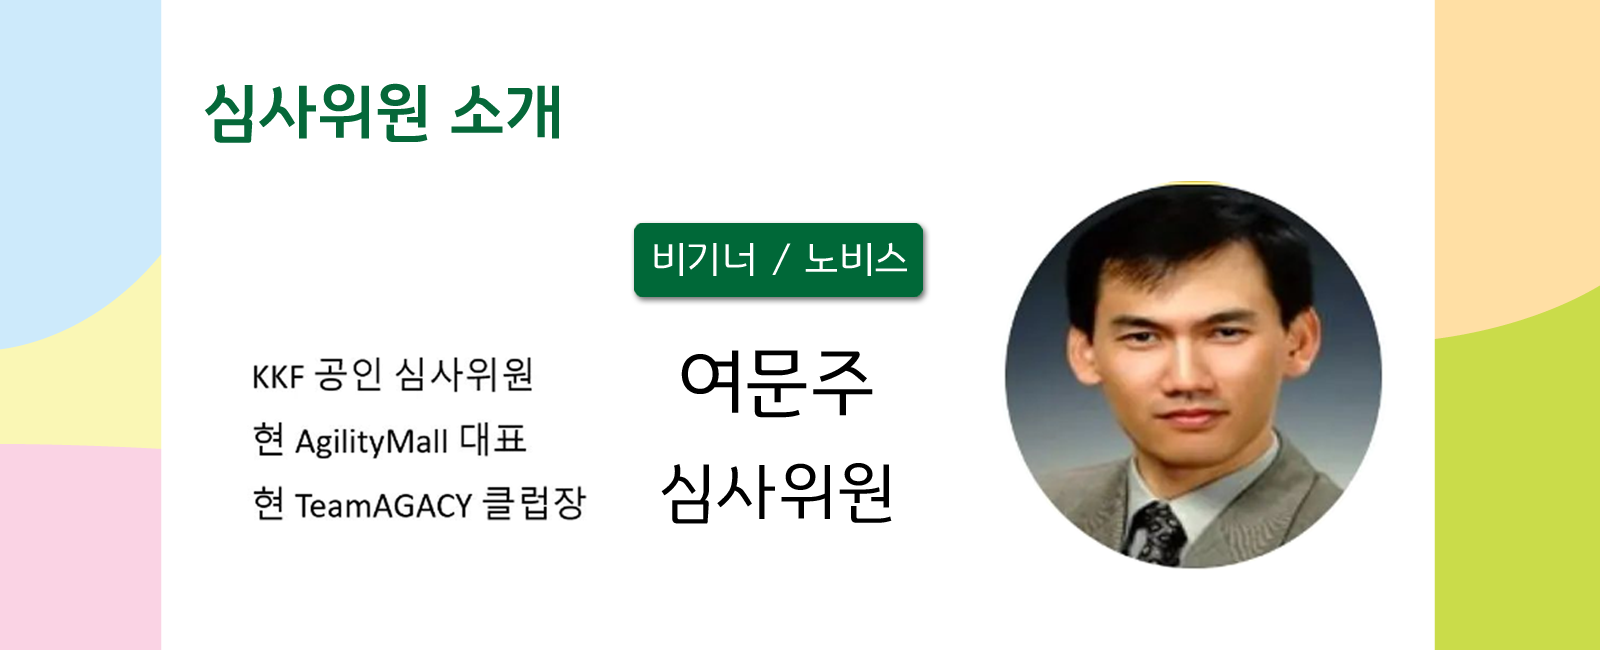 심사위원 소개
비기너 / 노비스
KKF 공인 심사위원
현 AgilityMall 대표
현 TeamAGACY 클럽장
여문주
심사위원